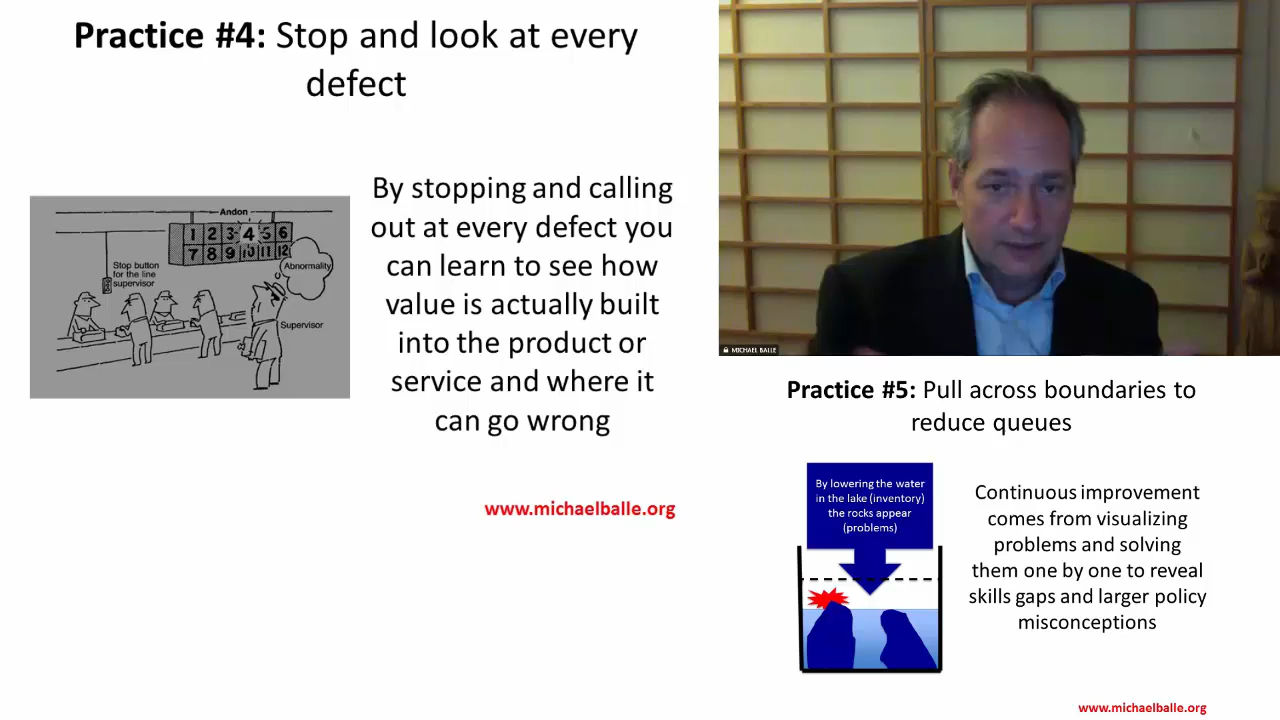 Practice #4: Stop and look at every
defect
Andon
1 2 3 4 5 6
7 8 9 10 11 12
Abnormality
Stop button
for the line
supervisor
Supervisor
By stopping and calling
out at every defect you
can learn to see how
value is actually built
into the product or
service and where it
can go wrong
www.michaelballe.org
MICHAEL BALLE
Practice #5: Pull across boundaries to
reduce queues
By lowering the water
in the lake (inventory)
the rocks appear
(problems)
Continuous improvement
comes from visualizing
problems and solving
them one by one to reveal
skills gaps and larger policy
misconceptions
www.michaelballe.org